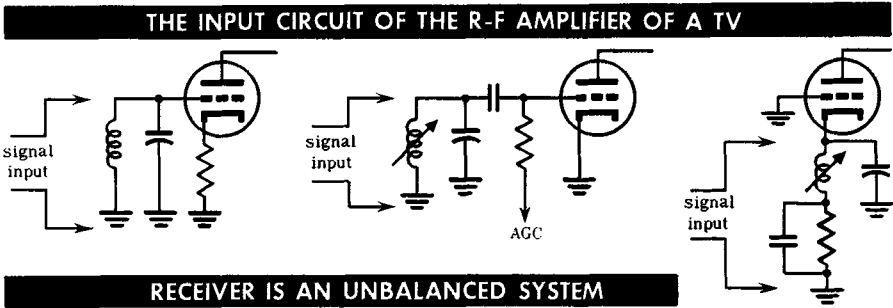 THE INPUT CIRCUIT OF THE R-F AMPLIFIER OF A TV
signal
input
signal
input
AGC
signal
input
RECEIVER IS AN UNBALANCED SYSTEM